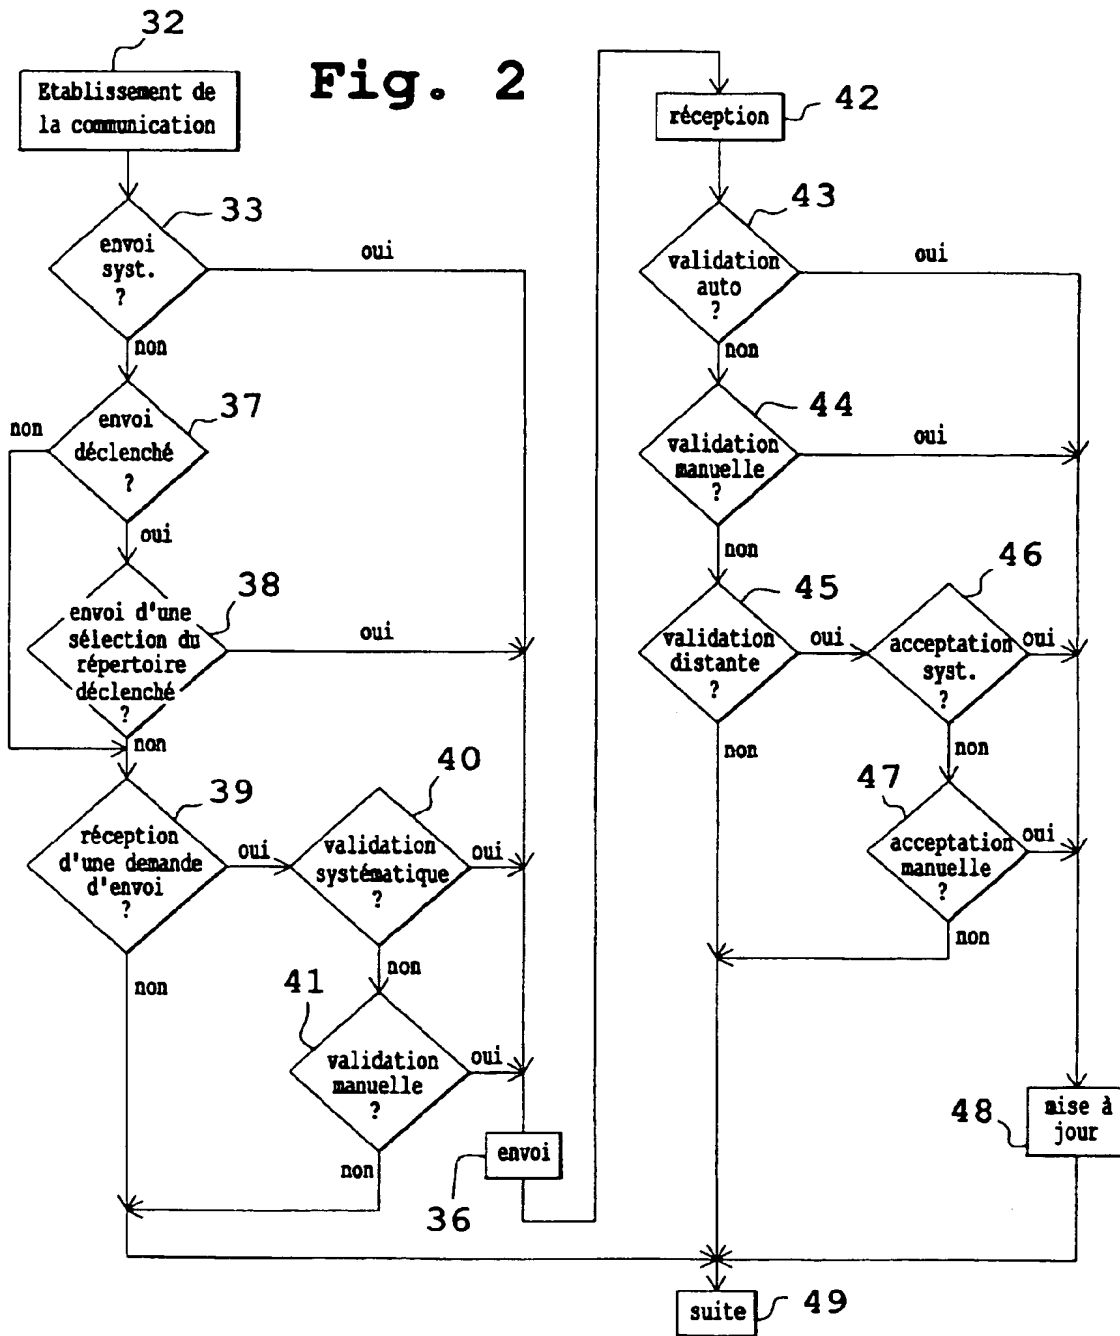 Fig. 2
32
Etablissement de
la communication
33
envoi
syst.
?
oui
non
37
envoi
déclenché
?
non
oui
38
envoi d'une
sélection du
répertoire
déclenché
?
oui
non
39
réception
d'une demande
d'envoi
?
oui
non
40
validation
systématique
?
oui
non
41
validation
manuelle
?
oui
non
envoi
36
réception
42
43
validation
auto
?
oui
non
44
validation
manuelle
?
oui
non
45
validation
distante
?
oui
non
46
acceptation
syst.
?
oui
non
47
acceptation
manuelle
?
oui
non
48
mise à
jour
suite
49